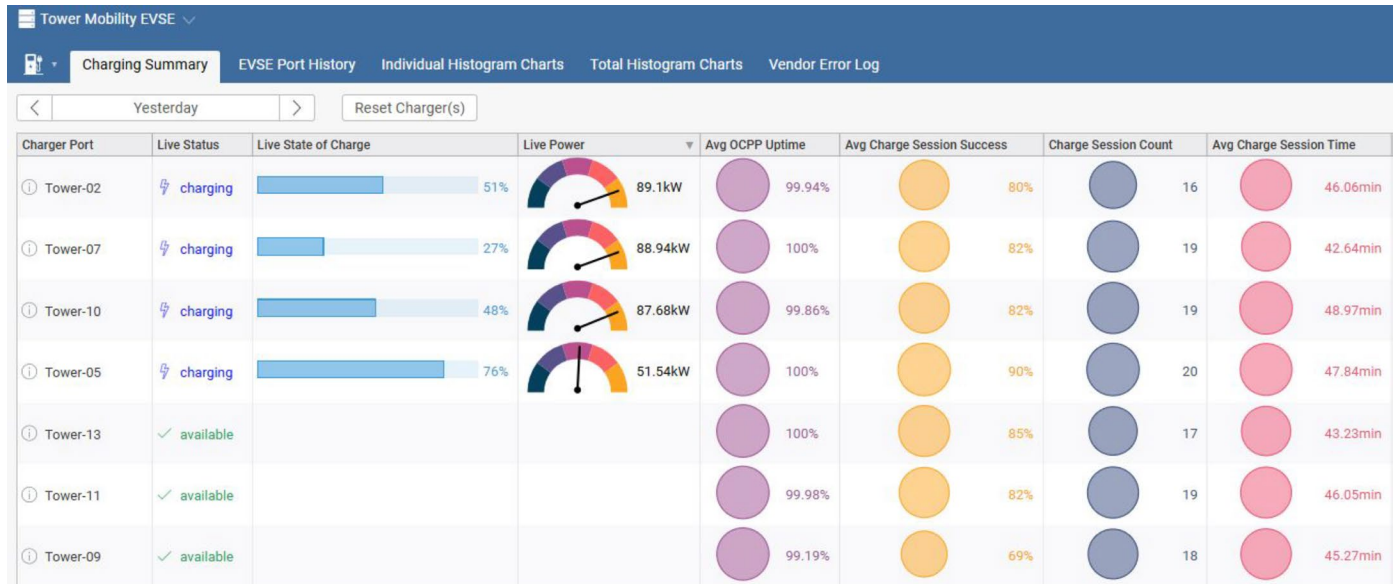 Tower Mobility EVSE
Charging Summary EVSE Port History Individual Histogram Charts Total Histogram Charts Vendor Error Log
Yesterday Reset Charger(s)
Charger Port Live Status Live State of Charge Live Power Avg OCPP Uptime Avg Charge Session Success Charge Session Count Avg Charge Session Time
Tower-02 charging 51% 89.1kW 99.94% 80% 16 46.06min
Tower-07 charging 27% 88.94kW 100% 82% 19 42.64min
Tower-10 charging 48% 87.68kW 99.86% 82% 19 48.97min
Tower-05 charging 76% 51.54kW 100% 90% 20 47.84min
Tower-13 available 100% 85% 17 43.23min
Tower-11 available 99.98% 82% 19 46.05min
Tower-09 available 99.19% 69% 18 45.27min